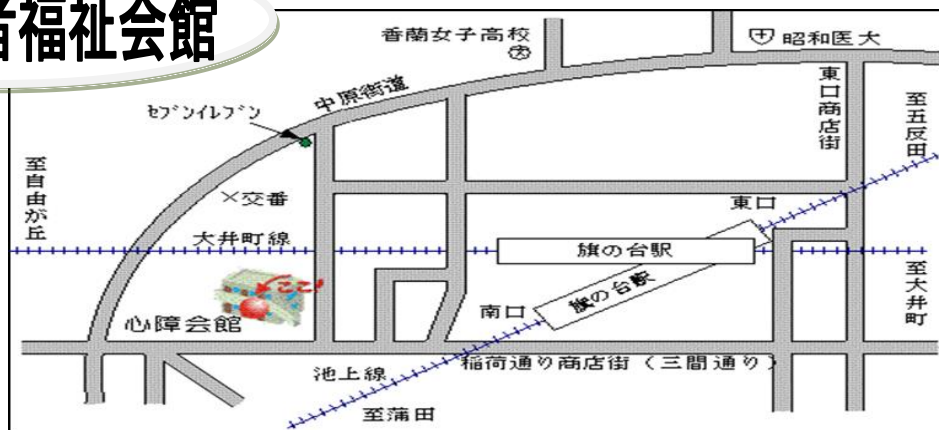 者福祉会館
香蘭女子高校
昭和医大
中原街道
セブンイレブン
東口商店街
至五反田
至自由が丘
交番
東口
大井町線
旗の台駅
旗の台駅
ここ!
至大井町
南口
心障会館
稲荷通り商店街(三間通り)
池上線
至蒲田